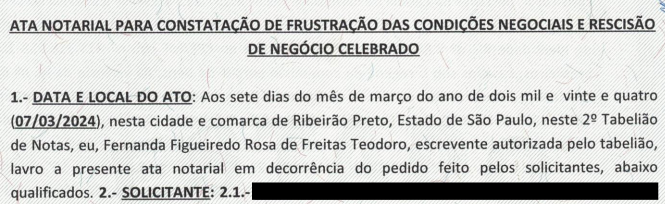 ATA NOTARIAL PARA CONSTATAÇÃO DE FRUSTRAÇÃO DAS CONDIÇÕES NEGOCIAIS E RESCISÃO
DE NEGÓCIO CELEBRADO
1.- DATA E LOCAL DO ATO: Aos sete dias do mês de março do ano de dois mil e vinte e quatro
(07/03/2024), nesta cidade e comarca de Ribeirão Preto, Estado de São Paulo, neste 2º Tabelião
de Notas, eu, Fernanda Figueiredo Rosa de Freitas Teodoro, escrevente autorizada pelo tabelião,
lavro a presente ata notarial em decorrência do pedido feito pelos solicitantes, abaixo
qualificados. 2.- SOLICITANTE: 2.1.-